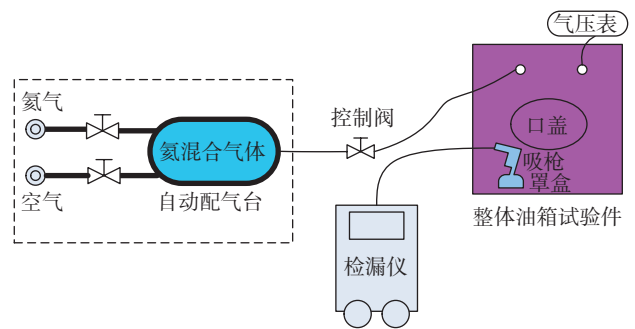 气压表
氦气
控制阀
口盖
氦混合气体
吸枪
罩盒
空气
自动配气台
整体油箱试验件
检漏仪